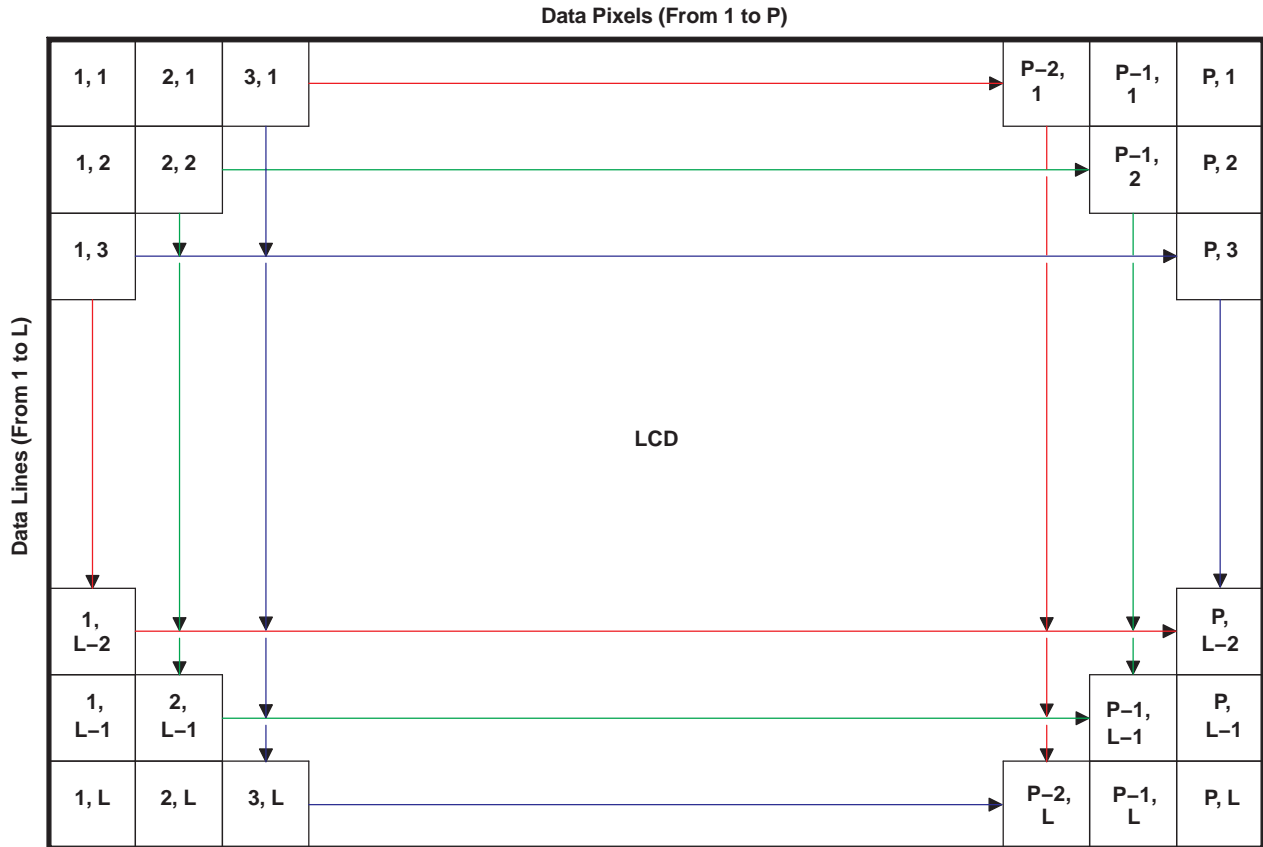 Data Pixels (From 1 to P)
1, 1
2, 1
3, 1
P–2,
1
P–1,
1
P, 1
1, 2
2, 2
P–1,
2
P, 2
1, 3
P, 3
Data Lines (From 1 to L)
LCD
1,
L–2
P,
L–2
1,
L–1
2,
L–1
P–1,
L–1
P,
L–1
1, L
2, L
3, L
P–2,
L
P–1,
L
P, L